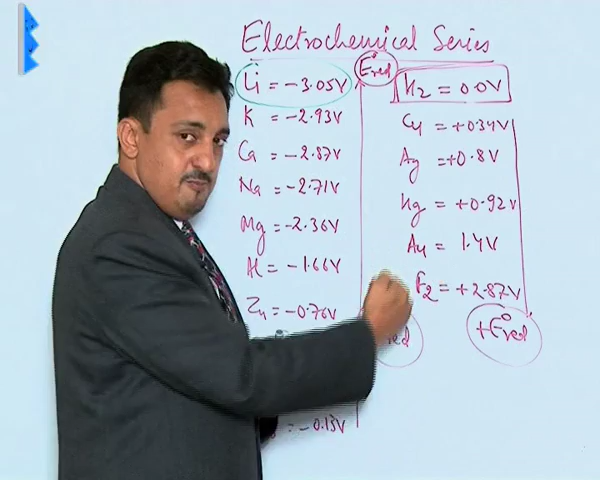 Electrochemical Series
E°red
Li = -3.05V
K = -2.93V
Ca = -2.87V
Na = -2.71V
Mg = -2.36V
Al = -1.66V
Zn = -0.76V
= -0.13V
H2 = 0.0V
Cu = +0.34V
Ag = +0.8V
Hg = +0.92V
Au = 1.4V
F2 = +2.87V
red
+E°red